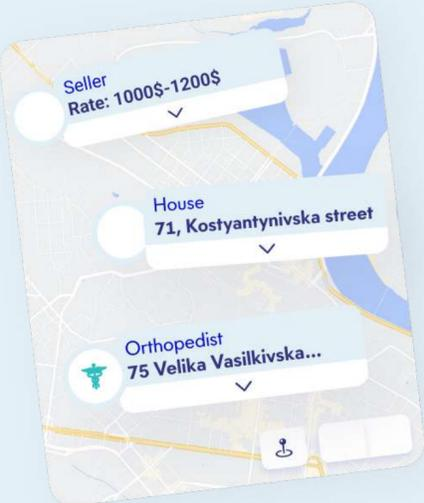 Seller
Rate: 1000$-1200$
House
71, Kostyantynivska street
Orthopedist
75 Velika Vasilkivska...